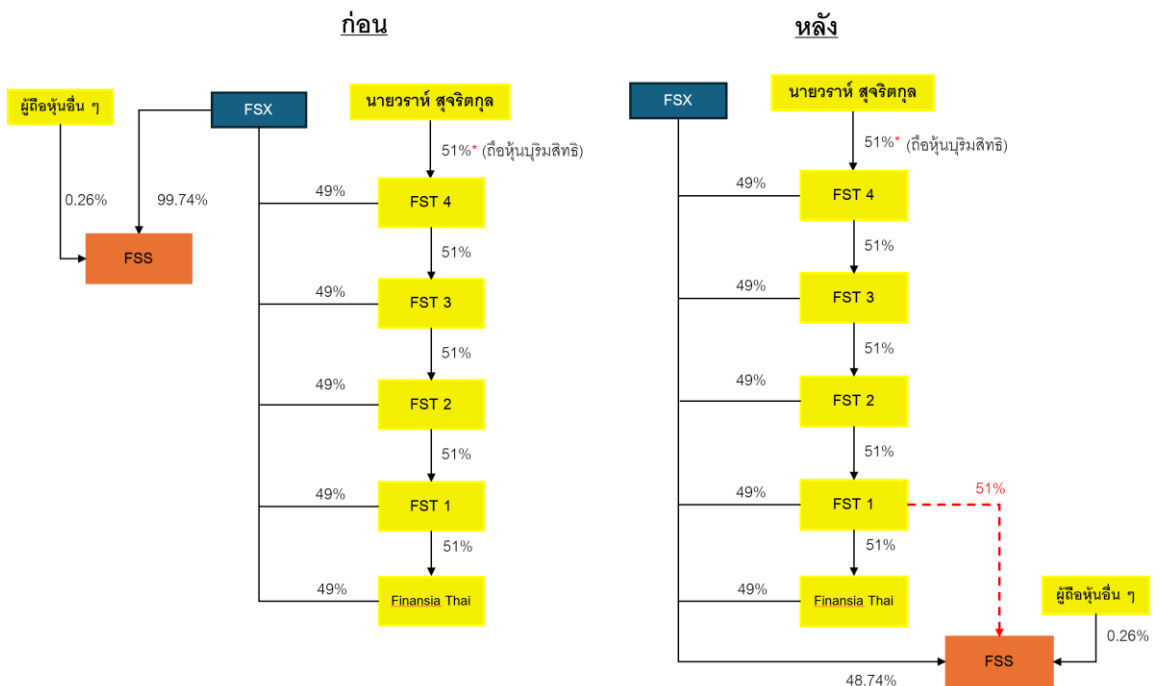 ก่อน
ผู้ถือหุ้นอื่น ๆ
FSX
นายวราห์ สุจริตกุล
51%* (ถือหุ้นบุริมสิทธิ)
0.26%
99.74%
49%
FST 4
FSS
51%
49%
FST 3
51%
49%
FST 2
51%
49%
FST 1
51%
49%
Finansia Thai
หลัง
FSX
นายวราห์ สุจริตกุล
51%* (ถือหุ้นบุริมสิทธิ)
49%
FST 4
51%
49%
FST 3
51%
49%
FST 2
51%
49%
FST 1
51%
51%
49%
Finansia Thai
ผู้ถือหุ้นอื่น ๆ
0.26%
FSS
48.74%